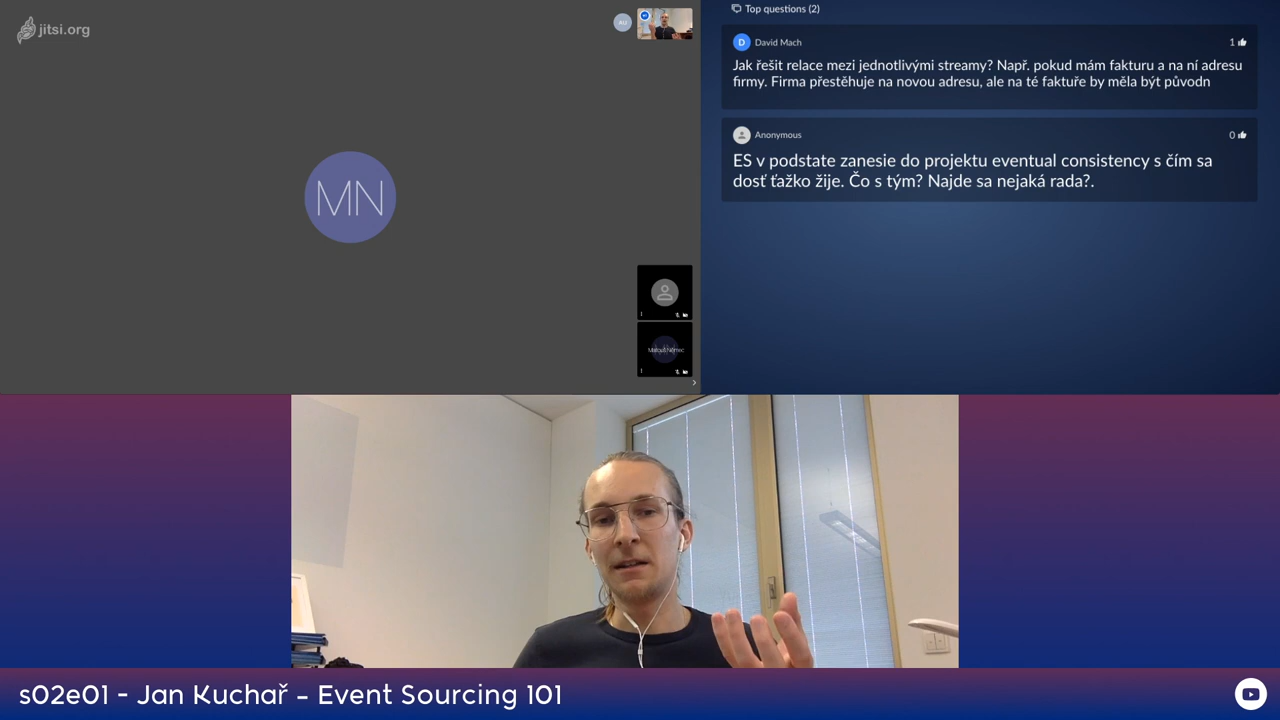 jitsi.org
AU
MN
Matouš Němec
Top questions (2)
D
David Mach
1
Jak řešit relace mezi jednotlivými streamy? Např. pokud mám fakturu a na ní adresu
firmy. Firma přestěhuje na novou adresu, ale na té faktuře by měla být původn
Anonymous
0
ES v podstate zanesie do projektu eventual consistency s čím sa
dosť ťažko žije. Čo s tým? Najde sa nejaká rada?.
s02e01 - Jan Kuchař - Event Sourcing 101